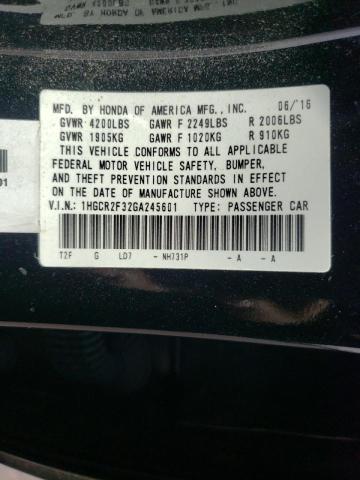 MFD. BY HONDA OF AMERICA MFG., INC. 06/'16
GVWR 4200LBS GAWR F 2249LBS R 2006LBS
GVWR 1905KG GAWR F 1020KG R 910KG
THIS VEHICLE CONFORMS TO ALL APPLICABLE
FEDERAL MOTOR VEHICLE SAFETY, BUMPER,
AND THEFT PREVENTION STANDARDS IN EFFECT
ON THE DATE OF MANUFACTURE SHOWN ABOVE.
V.I.N.: 1HGCR2F32GA245601 TYPE: PASSENGER CAR
T2F G LD7 - NH731P - A - A
01